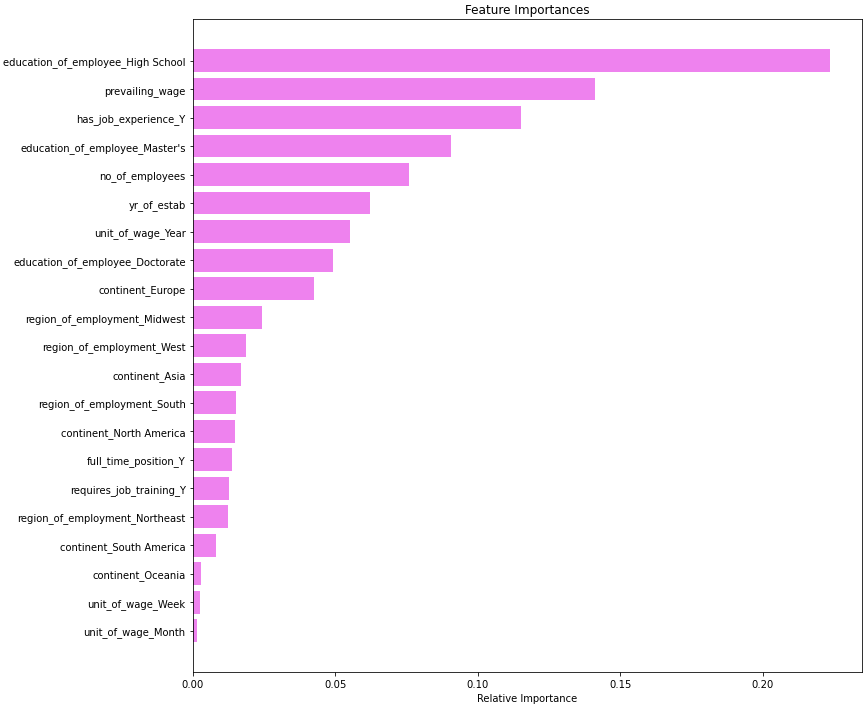 Feature Importances
education_of_employee_High School
prevailing_wage
has_job_experience_Y
education_of_employee_Master's
no_of_employees
yr_of_estab
unit_of_wage_Year
education_of_employee_Doctorate
continent_Europe
region_of_employment_Midwest
region_of_employment_West
continent_Asia
region_of_employment_South
continent_North America
full_time_position_Y
requires_job_training_Y
region_of_employment_Northeast
continent_South America
continent_Oceania
unit_of_wage_Week
unit_of_wage_Month
0.00 0.05 0.10 0.15 0.20
Relative Importance